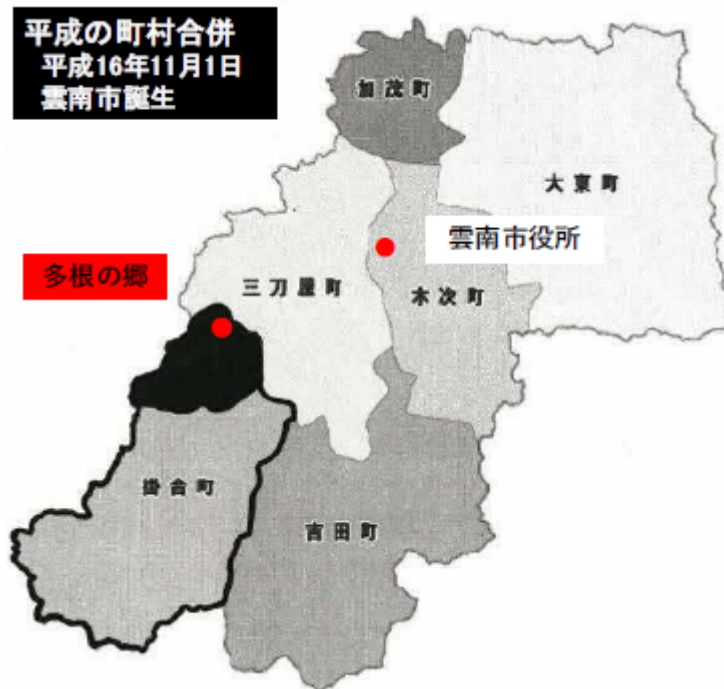 平成の町村合併
平成16年11月1日
雲南市誕生
加茂町
大東町
雲南市役所
多根の郷
三刀屋町
木次町
掛合町
吉田町